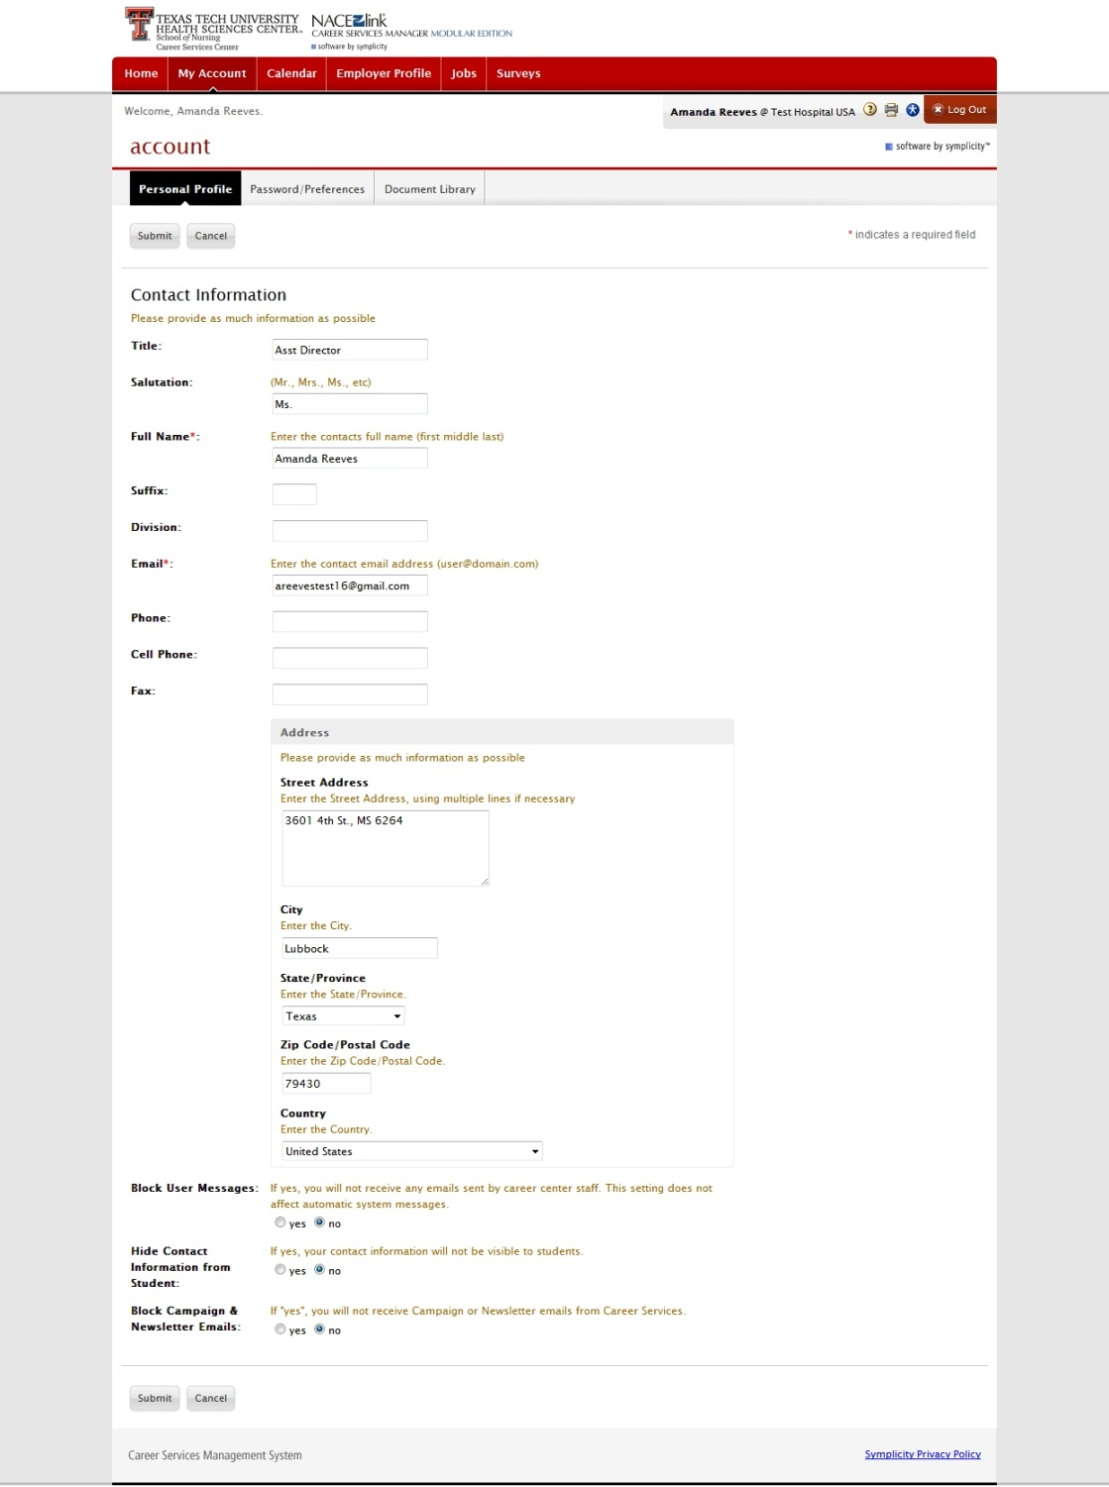 TEXAS TECH UNIVERSITY
HEALTH SCIENCES CENTER.
School of Nursing
Career Services Center
NACElink
CAREER SERVICES MANAGER MODULAR EDITION
software by symplicity
Home My Account Calendar Employer Profile Jobs Surveys
Welcome, Amanda Reeves.
Amanda Reeves @ Test Hospital USA ? Log Out
account
software by symplicity™
Personal Profile Password/Preferences Document Library
Submit Cancel
* indicates a required field
Contact Information
Please provide as much information as possible
Title:
Asst Director
Salutation:
(Mr., Mrs., Ms., etc)
Ms.
Full Name*:
Enter the contacts full name (first middle last)
Amanda Reeves
Suffix:
Division:
Email*:
Enter the contact email address (user@domain.com)
areevestest16@gmail.com
Phone:
Cell Phone:
Fax:
Address
Please provide as much information as possible
Street Address
Enter the Street Address, using multiple lines if necessary
3601 4th St., MS 6264
City
Enter the City.
Lubbock
State/Province
Enter the State/Province.
Texas
Zip Code/Postal Code
Enter the Zip Code/Postal Code.
79430
Country
Enter the Country.
United States
Block User Messages:
If yes, you will not receive any emails sent by career center staff. This setting does not
affect automatic system messages.
yes no
Hide Contact
Information from
Student:
If yes, your contact information will not be visible to students.
yes no
Block Campaign &
Newsletter Emails:
If "yes", you will not receive Campaign or Newsletter emails from Career Services.
yes no
Submit Cancel
Career Services Management System
Symplicity Privacy Policy